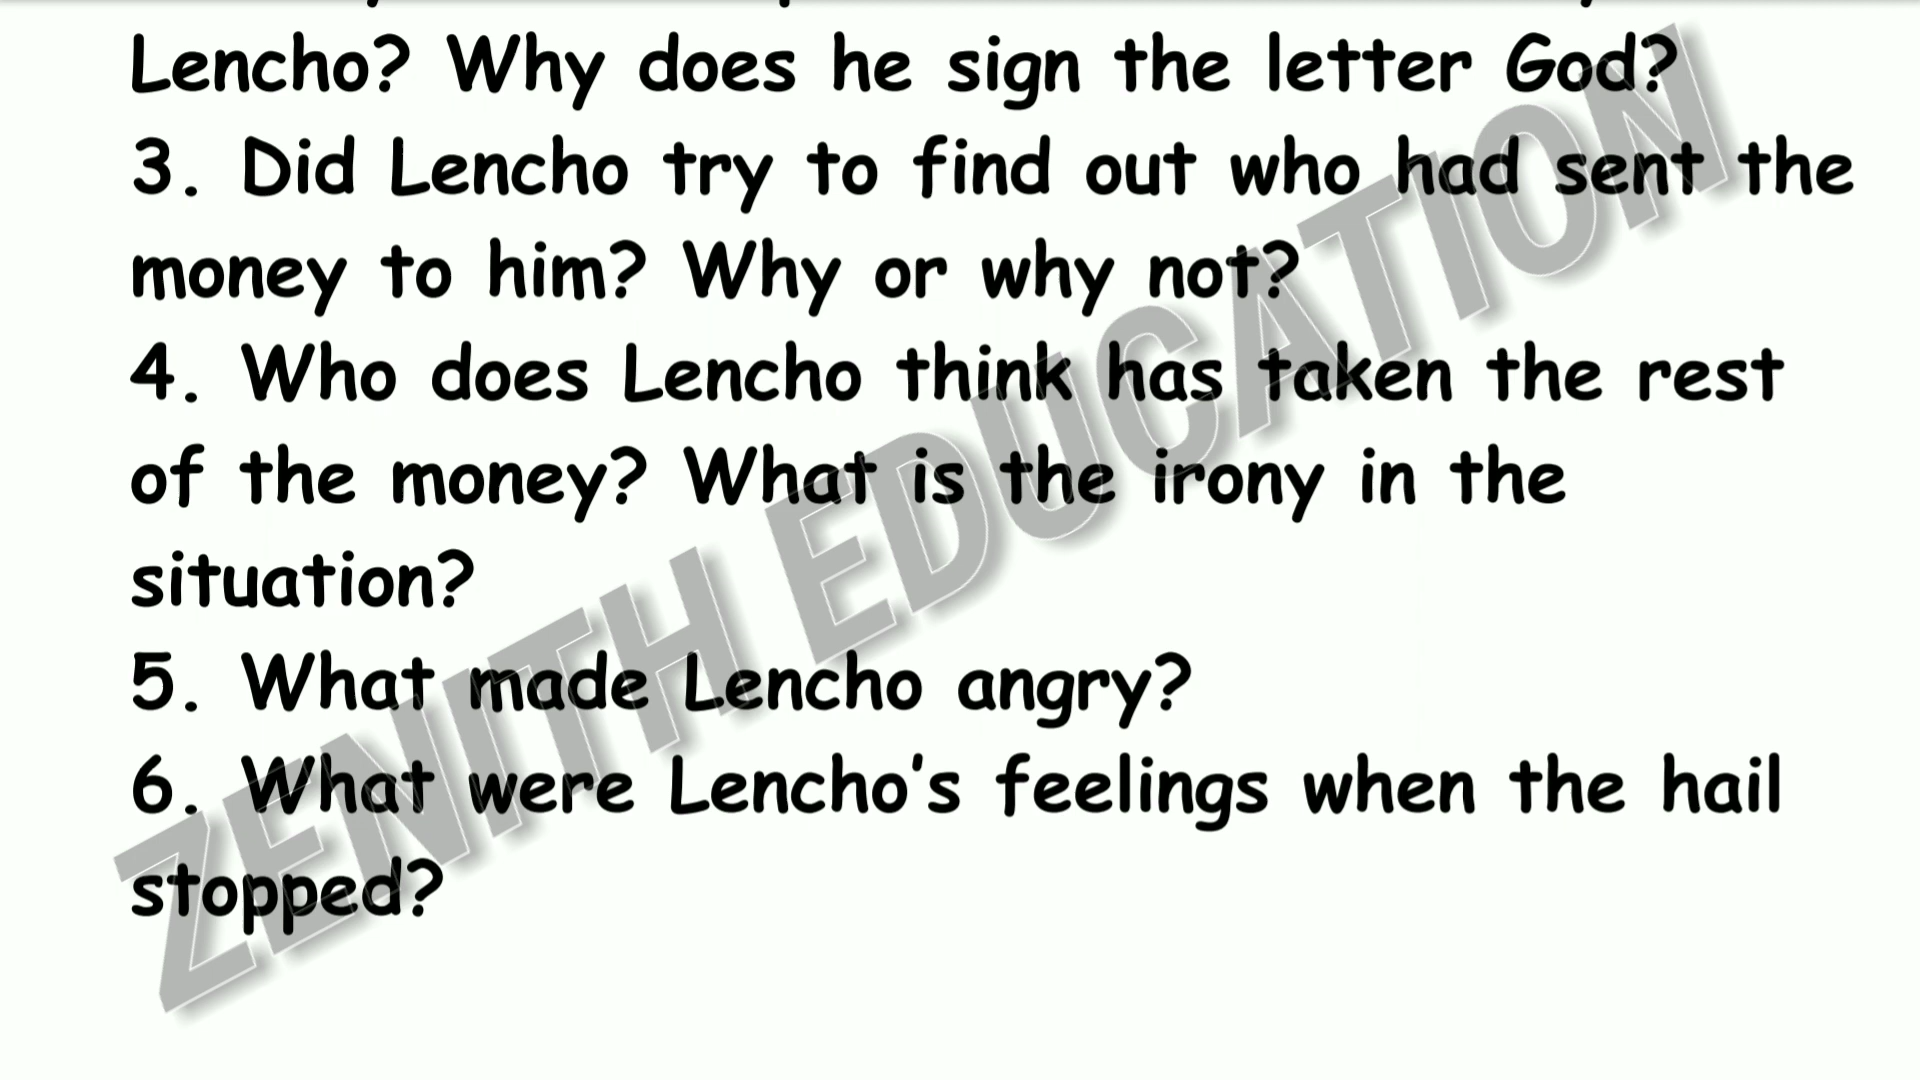 Lencho? Why does he sign the letter God?
3. Did Lencho try to find out who had sent the
money to him? Why or why not?
4. Who does Lencho think has taken the rest
of the money? What is the irony in the
situation?
5. What made Lencho angry?
6. What were Lencho's feelings when the hail
stopped?
ZENITH EDUCATION